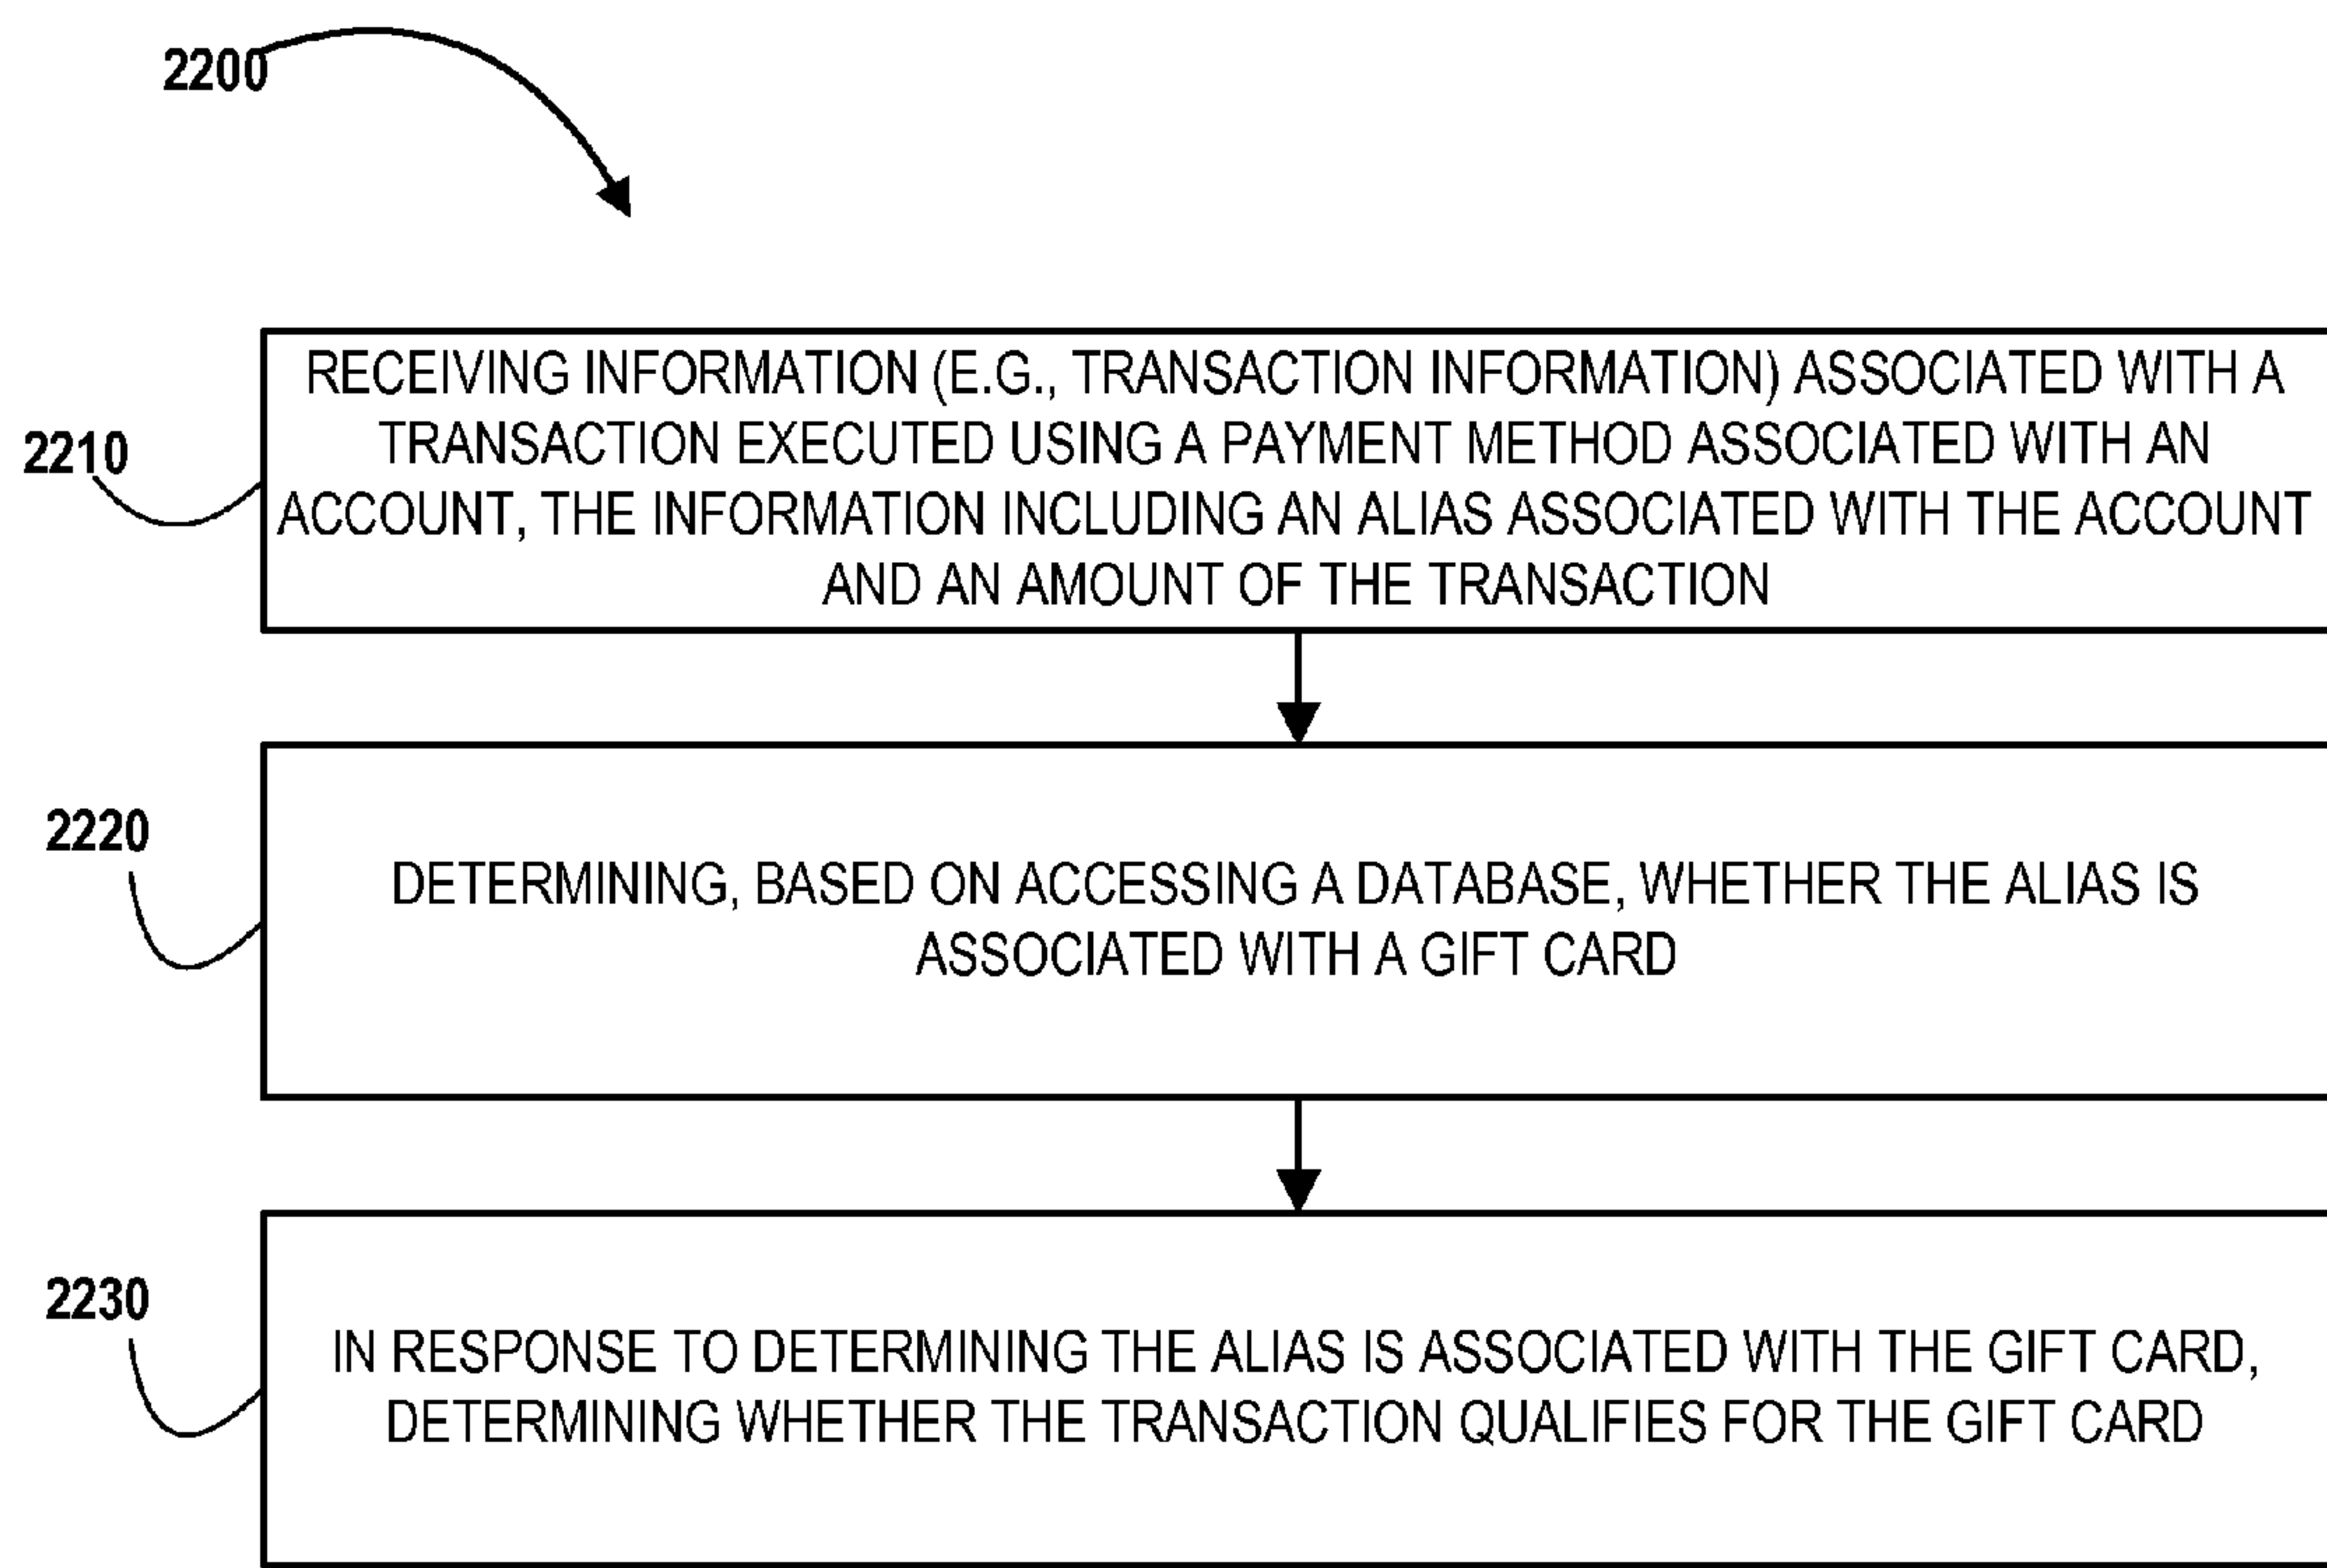 2200
RECEIVING INFORMATION (E.G., TRANSACTION INFORMATION) ASSOCIATED WITH A
TRANSACTION EXECUTED USING A PAYMENT METHOD ASSOCIATED WITH AN
2210
ACCOUNT, THE INFORMATION INCLUDING AN ALIAS ASSOCIATED WITH THE ACCOUNT
AND AN AMOUNT OF THE TRANSACTION
2220
DETERMINING, BASED ON ACCESSING A DATABASE, WHETHER THE ALIAS IS
ASSOCIATED WITH A GIFT CARD
2230
IN RESPONSE TO DETERMINING THE ALIAS IS ASSOCIATED WITH THE GIFT CARD,
DETERMINING WHETHER THE TRANSACTION QUALIFIES FOR THE GIFT CARD